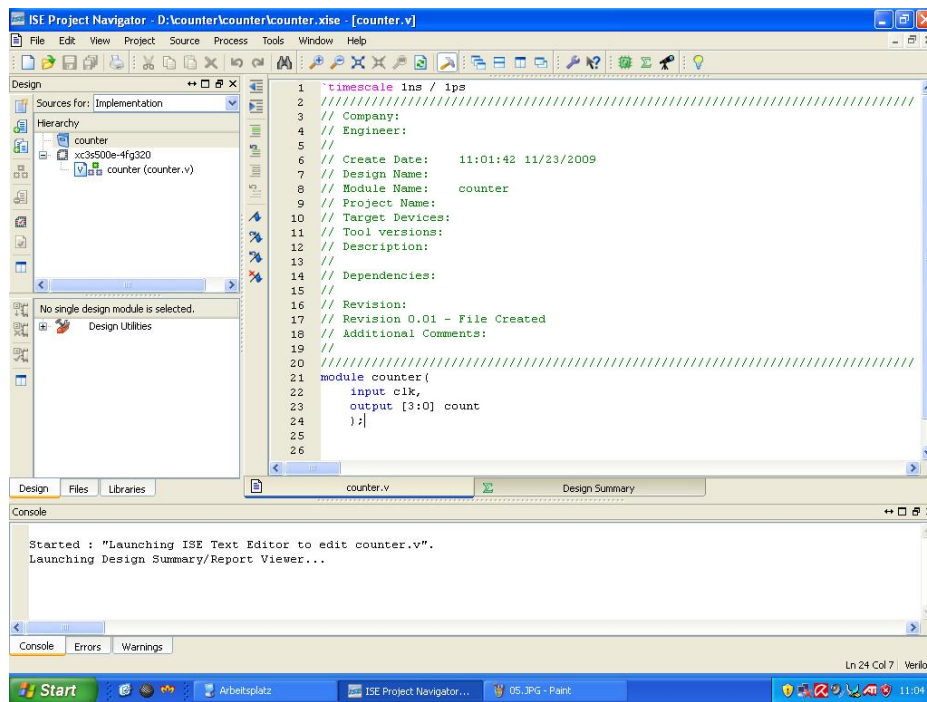 ISE Project Navigator - D:\counter\counter\counter.xise - [counter.v]
File Edit View Project Source Process Tools Window Help
Design
Sources for: Implementation
Hierarchy
counter
xc3s500e-4fg320
counter (counter.v)
No single design module is selected.
Design Utilities
Design Files Libraries
1 `timescale 1ns / 1ps
2 //////////////////////////////////////////////////////////////////////////////////
3 // Company:
4 // Engineer:
5 //
6 // Create Date: 11:01:42 11/23/2009
7 // Design Name:
8 // Module Name: counter
9 // Project Name:
10 // Target Devices:
11 // Tool versions:
12 // Description:
13 //
14 // Dependencies:
15 //
16 // Revision:
17 // Revision 0.01 - File Created
18 // Additional Comments:
19 //
20 //////////////////////////////////////////////////////////////////////////////////
21 module counter(
22 input clk,
23 output [3:0] count
24 );
25
26
counter.v Design Summary
Console
Started : "Launching ISE Text Editor to edit counter.v".
Launching Design Summary/Report Viewer...
Console Errors Warnings
Ln 24 Col 7 Verilo
Start Arbeitsplatz ISE Project Navigator... 05.JPG - Paint 11:04